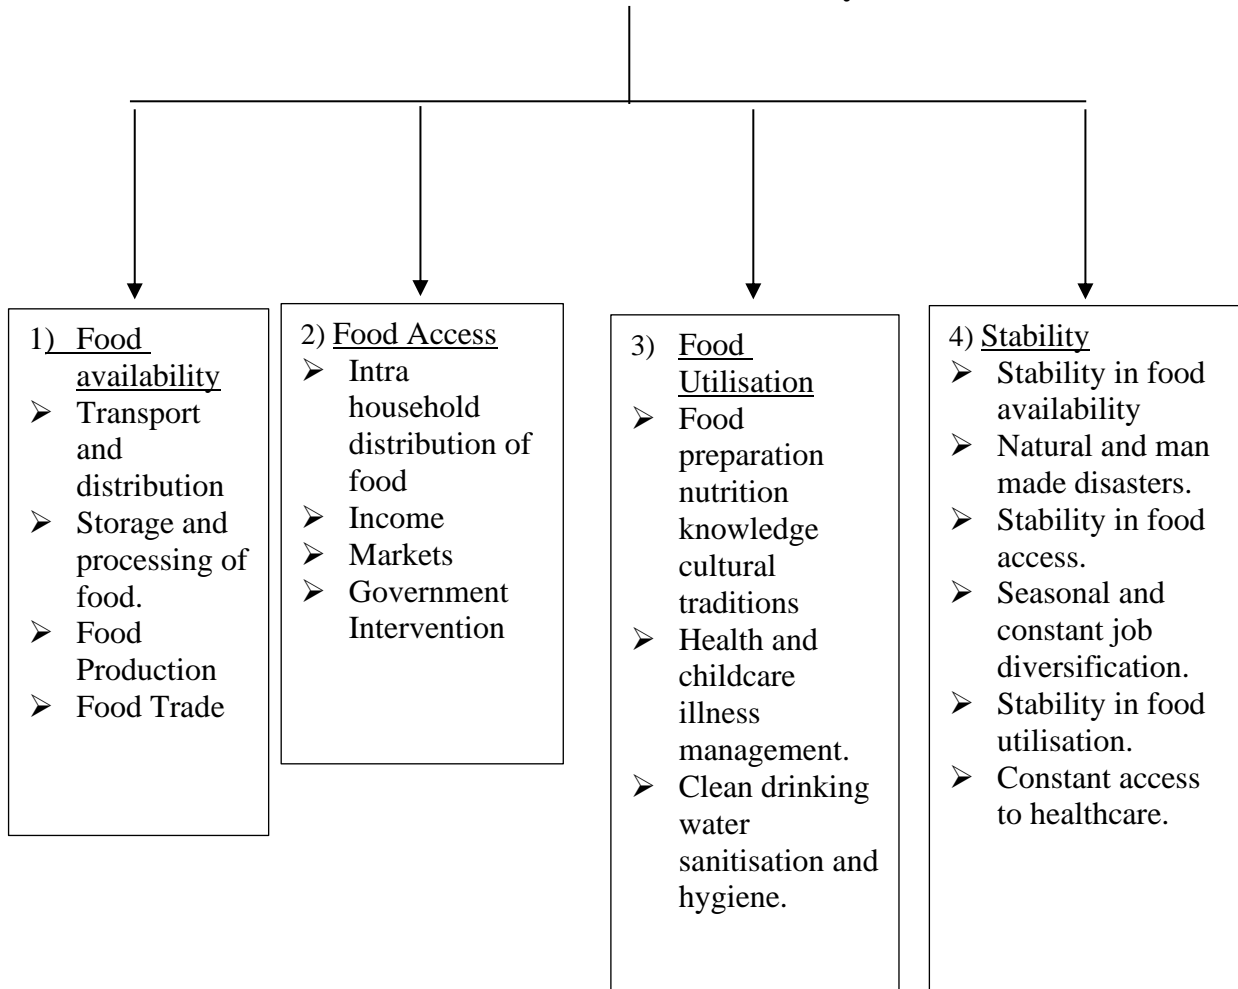 1) Food
availability
➢ Transport
and
distribution
➢ Storage and
processing of
food.
➢ Food
Production
➢ Food Trade
2) Food Access
➢ Intra
household
distribution of
food
➢ Income
➢ Markets
➢ Government
Intervention
3) Food
Utilisation
➢ Food
preparation
nutrition
knowledge
cultural
traditions
➢ Health and
childcare
illness
management.
➢ Clean drinking
water
sanitisation and
hygiene.
4) Stability
➢ Stability in food
availability
➢ Natural and man
made disasters.
➢ Stability in food
access.
➢ Seasonal and
constant job
diversification.
➢ Stability in food
utilisation.
➢ Constant access
to healthcare.